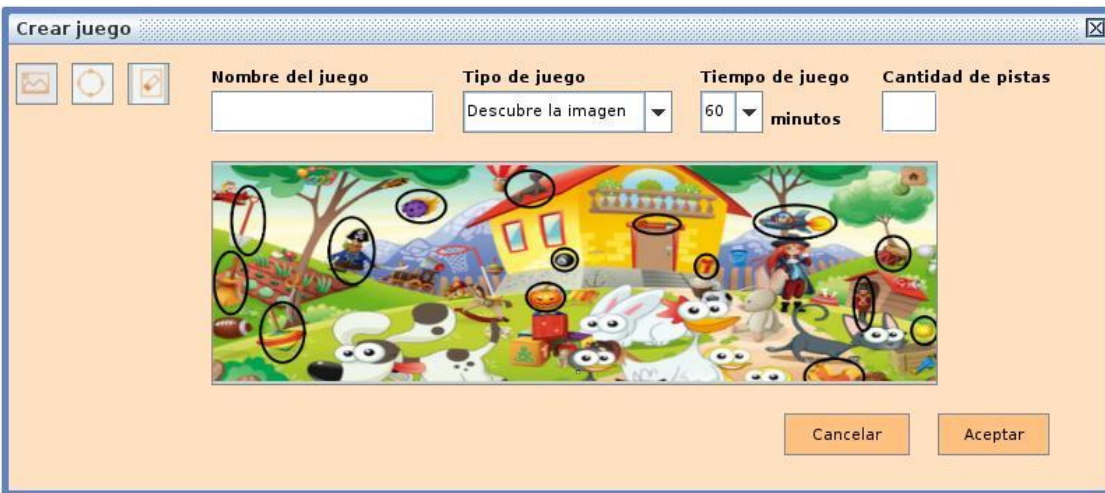 Crear juego
Nombre del juego
Tipo de juego
Tiempo de juego
Cantidad de pistas
Descubre la imagen
60
minutos
7
Cancelar
Aceptar